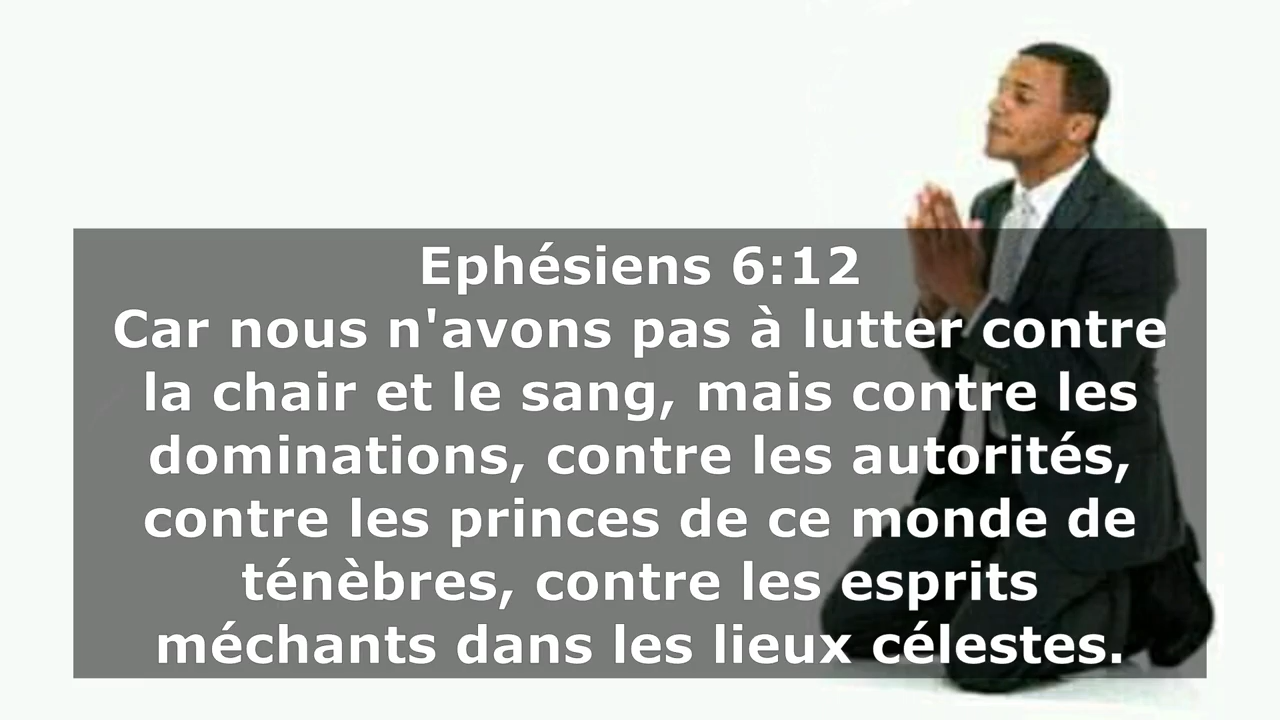 Ephésiens 6:12
Car nous n'avons pas à lutter contre
la chair et le sang, mais contre les
dominations, contre les autorités,
contre les princes de ce monde de
ténèbres, contre les esprits
méchants dans les lieux célestes.